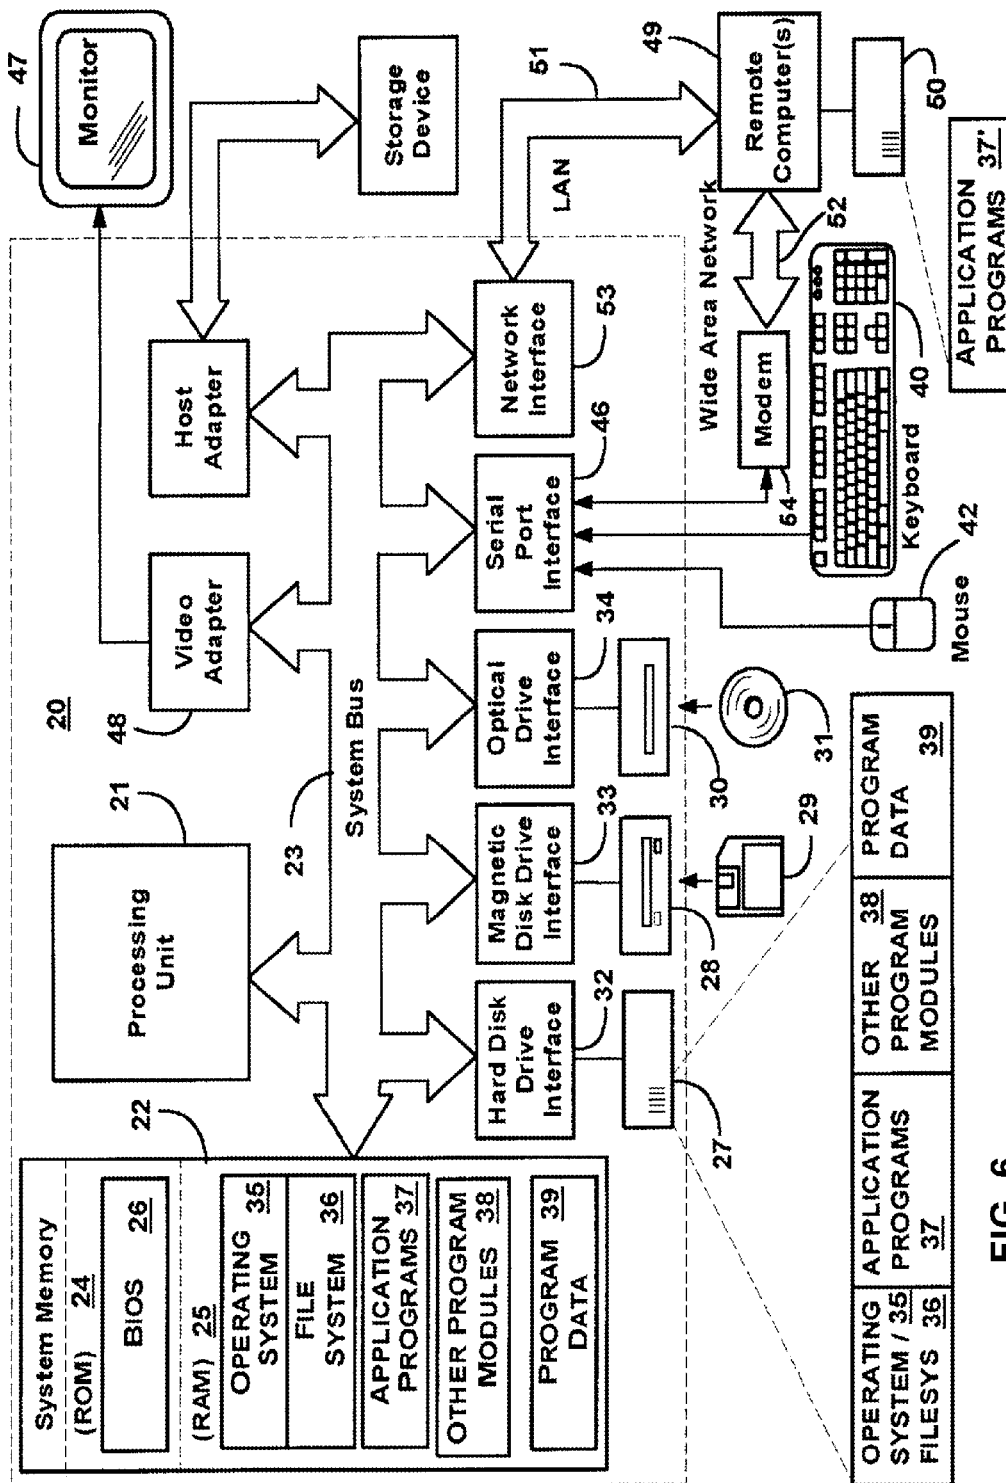 System Memory
(ROM) 24
BIOS 26
(RAM) 25
OPERATING
SYSTEM 35
FILE
SYSTEM 36
APPLICATION
PROGRAMS 37
OTHER PROGRAM
MODULES 38
PROGRAM
DATA 39
22
Processing
Unit
21
20
Video
Adapter
48
Host
Adapter
Monitor
47
Storage
Device
23
System Bus
Hard Disk
Drive
Interface
32
Magnetic
Disk Drive
Interface
33
Optical
Drive
Interface
34
Serial
Port
Interface
46
Network
Interface
53
LAN
51
49
Remote
Computer(s)
50
Wide Area Network
52
Modem
54
Keyboard
40
Mouse
42
27
28
29
30
31
OPERATING
SYSTEM / 35
FILESYS 36
APPLICATION
PROGRAMS
37
OTHER 38
PROGRAM
MODULES
PROGRAM
DATA
39
APPLICATION
PROGRAMS 37'
FIG. 6